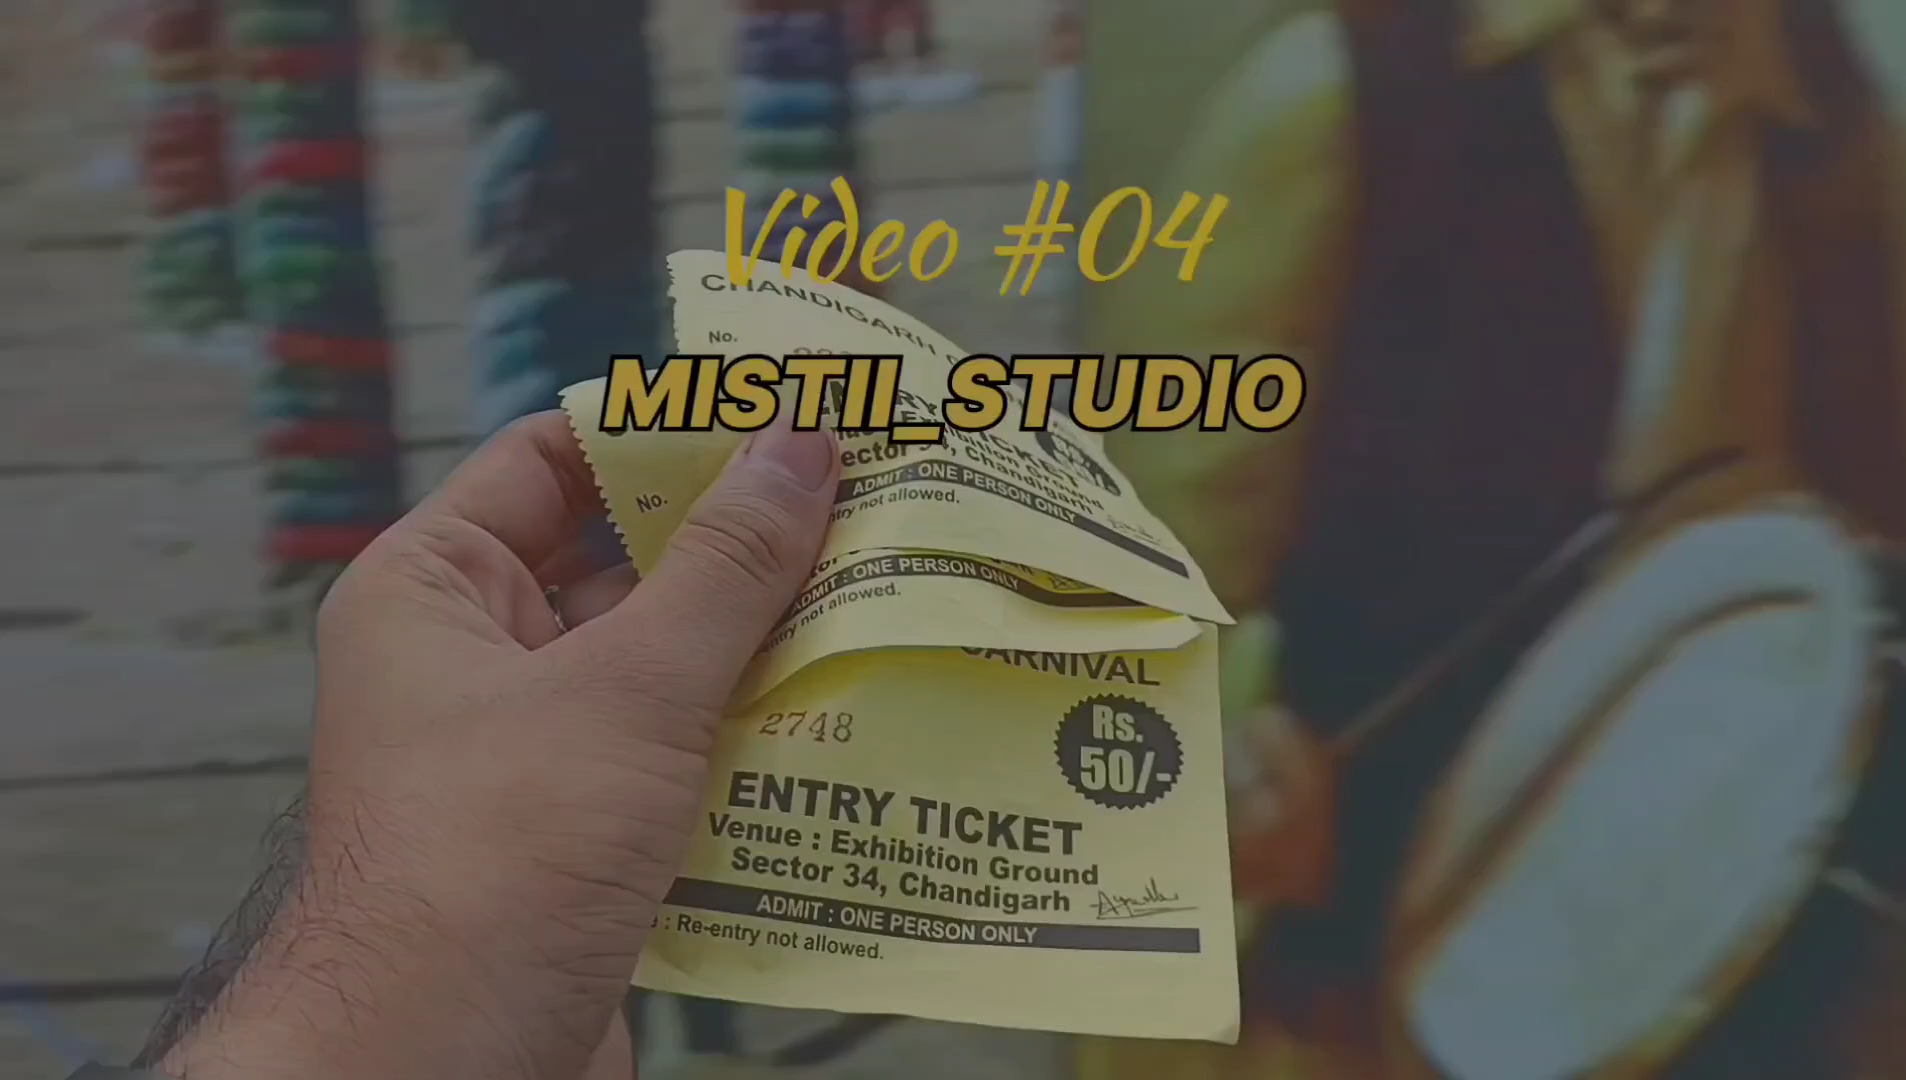 Video #04
MISTII_STUDIO
CHANDIGARH
No.
ADMIT : ONE PERSON ONLY
entry not allowed.
No.
ADMIT : ONE PERSON ONLY
entry not allowed.
CARNIVAL
2748
Rs.
50/-
ENTRY TICKET
Venue : Exhibition Ground
Sector 34, Chandigarh
ADMIT : ONE PERSON ONLY
: Re-entry not allowed.